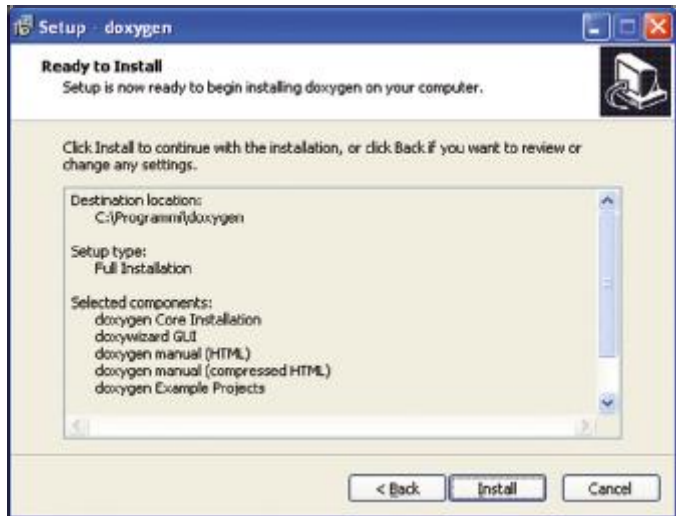 Setup - doxygen
Ready to Install
Setup is now ready to begin installing doxygen on your computer.
Click Install to continue with the installation, or click Back if you want to review or
change any settings.
Destination location:
C:\Programmi\doxygen
Setup type:
Full Installation
Selected components:
doxygen Core Installation
doxywizard GUI
doxygen manual (HTML)
doxygen manual (compressed HTML)
doxygen Example Projects
< Back
Install
Cancel